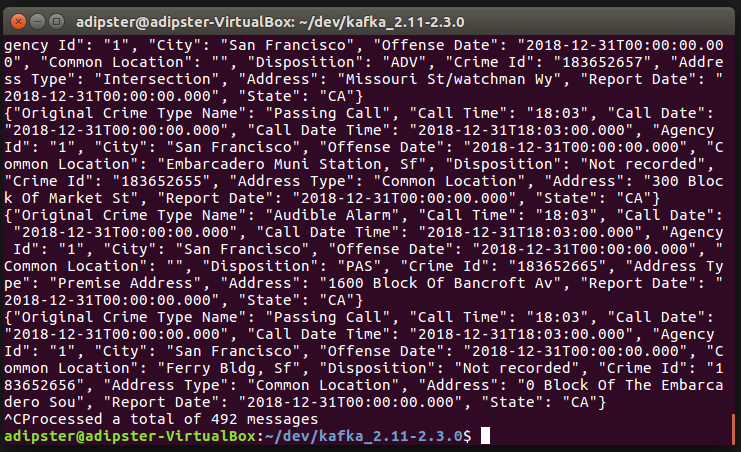 adipster@adipster-VirtualBox: ~/dev/kafka_2.11-2.3.0
gency Id": "1", "City": "San Francisco", "Offense Date": "2018-12-31T00:00:00.00
0", "Common Location": "", "Disposition": "ADV", "Crime Id": "183652657", "Addre
ss Type": "Intersection", "Address": "Missouri St/watchman Wy", "Report Date": "
2018-12-31T00:00:00.000", "State": "CA"}
{"Original Crime Type Name": "Passing Call", "Call Time": "18:03", "Call Date":
"2018-12-31T00:00:00.000", "Call Date Time": "2018-12-31T18:03:00.000", "Agency
Id": "1", "City": "San Francisco", "Offense Date": "2018-12-31T00:00:00.000", "C
ommon Location": "Embarcadero Muni Station, Sf", "Disposition": "Not recorded",
"Crime Id": "183652655", "Address Type": "Common Location", "Address": "300 Bloc
k Of Market St", "Report Date": "2018-12-31T00:00:00.000", "State": "CA"}
{"Original Crime Type Name": "Audible Alarm", "Call Time": "18:03", "Call Date":
"2018-12-31T00:00:00.000", "Call Date Time": "2018-12-31T18:03:00.000", "Agency
Id": "1", "City": "San Francisco", "Offense Date": "2018-12-31T00:00:00.000", "
Common Location": "", "Disposition": "PAS", "Crime Id": "183652665", "Address Ty
pe": "Premise Address", "Address": "1600 Block Of Bancroft Av", "Report Date": "
2018-12-31T00:00:00.000", "State": "CA"}
{"Original Crime Type Name": "Passing Call", "Call Time": "18:03", "Call Date":
"2018-12-31T00:00:00.000", "Call Date Time": "2018-12-31T18:03:00.000", "Agency
Id": "1", "City": "San Francisco", "Offense Date": "2018-12-31T00:00:00.000", "C
ommon Location": "Ferry Bldg, Sf", "Disposition": "Not recorded", "Crime Id": "1
83652656", "Address Type": "Common Location", "Address": "0 Block Of The Embarca
dero Sou", "Report Date": "2018-12-31T00:00:00.000", "State": "CA"}
^CProcessed a total of 492 messages
adipster@adipster-VirtualBox:~/dev/kafka_2.11-2.3.0$